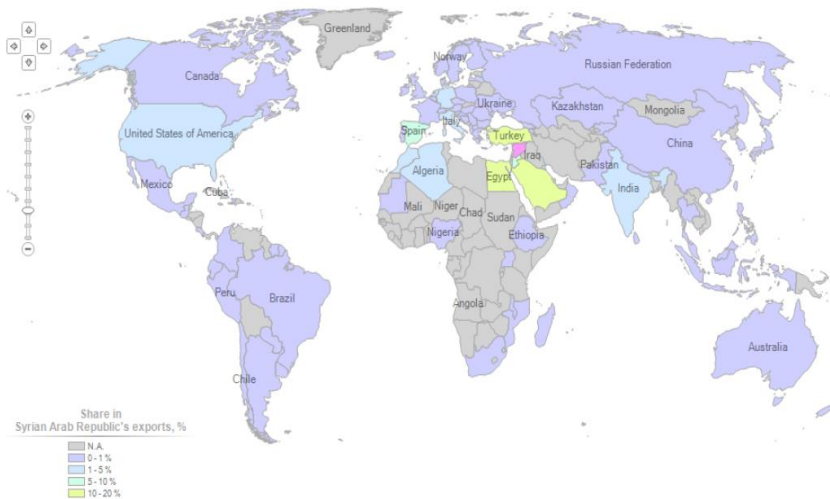 Greenland
Norway
Russian Federation
Canada
Ukraine
Kazakhstan
Mongolia
Italy
United States of America
Spain
Turkey
China
Iraq
Pakistan
Algeria
Egypt
India
Mexico
Cuba
Mali
Niger
Chad
Sudan
Nigeria
Ethiopia
Peru
Brazil
Angola
Australia
Chile
Share in
Syrian Arab Republic's exports, %
N.A.
0 - 1 %
1 - 5 %
5 - 10 %
10 - 20 %